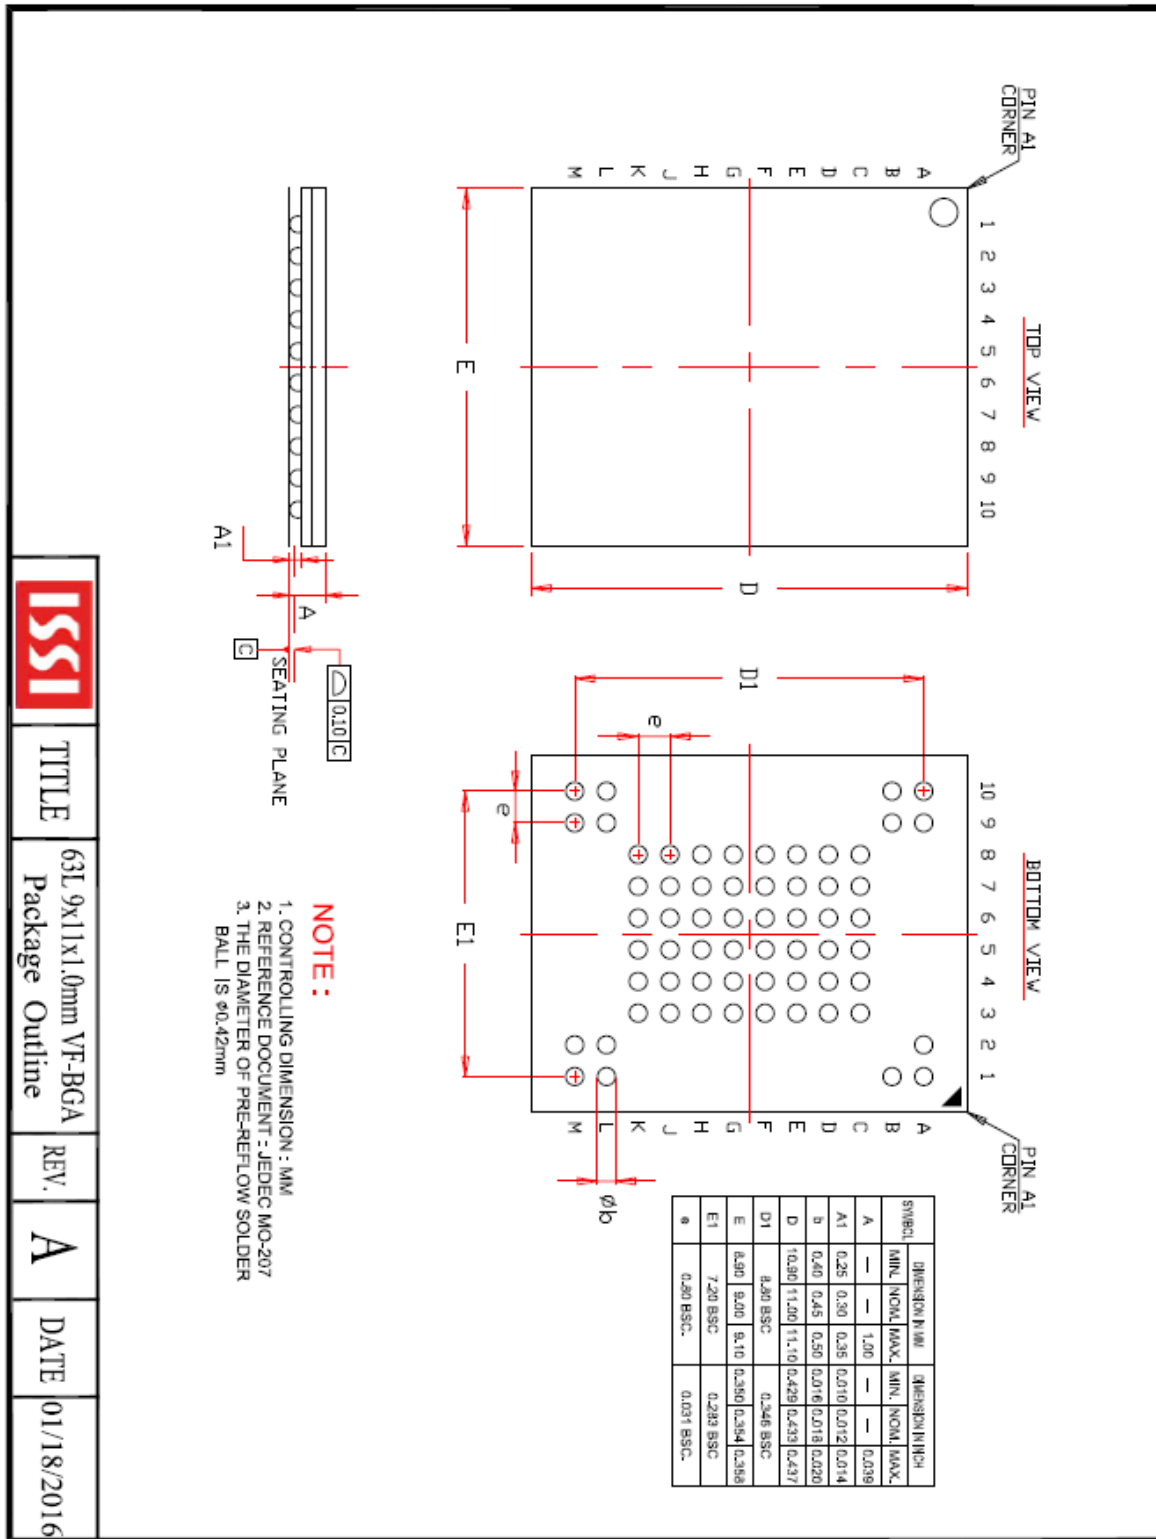 TOP VIEW
BOTTOM VIEW
PIN A1
CORNER
1 2 3 4 5 6 7 8 9 10
A
B
C
D
E
F
G
H
J
K
L
M
D
E
10 9 8 7 6 5 4 3 2 1
PIN A1
CORNER
A
B
C
D
E
F
G
H
J
K
L
M
D1
e
e
E1
Øb
A1
A
0.10 C
C
SEATING PLANE
SYMBOL DIMENSION IN MM DIMENSION IN INCH
MIN. NOM. MAX. MIN. NOM. MAX.
A — — 1.00 — — 0.039
A1 0.25 0.30 0.35 0.010 0.012 0.014
b 0.40 0.45 0.50 0.016 0.018 0.020
D 10.90 11.00 11.10 0.429 0.433 0.437
D1 8.80 BSC 0.346 BSC
E 8.90 9.00 9.10 0.350 0.354 0.358
E1 7.20 BSC 0.283 BSC
e 0.80 BSC. 0.031 BSC.
NOTE :
1. CONTROLLING DIMENSION : MM
2. REFERENCE DOCUMENT : JEDEC MO-207
3. THE DIAMETER OF PRE-REFLOW SOLDER
BALL IS Ø0.42mm
ISSI
TITLE
63L 9x11x1.0mm VF-BGA
Package Outline
REV.
A
DATE
01/18/2016